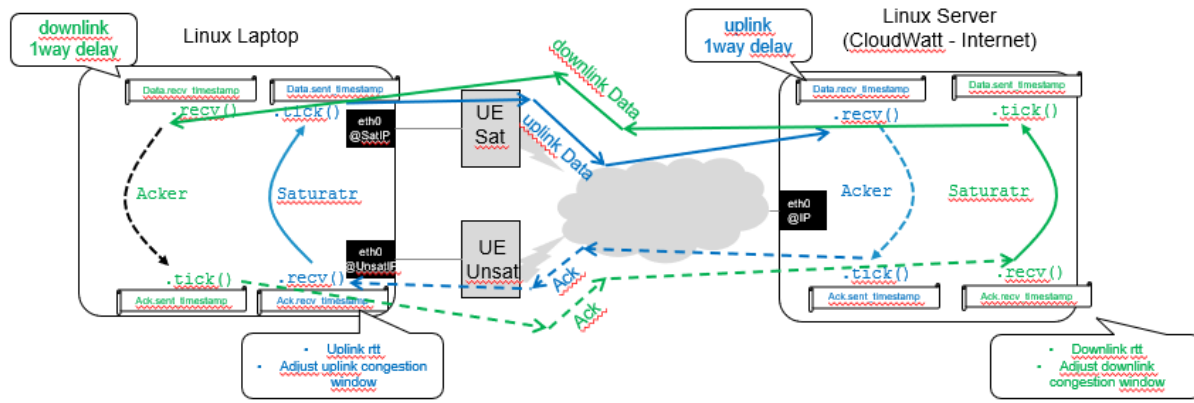 downlink
1way delay
Linux Laptop
uplink
1way delay
Linux Server
(CloudWatt - Internet)
Data.recv_timestamp
Data.sent_timestamp
downlink Data
Data.recv_timestamp
Data.sent_timestamp
.recv()
.tick()
eth0
@SatIP
UE
Sat
uplink Data
.recv()
.tick()
Acker
Saturatr
Acker
Saturatr
eth0
@IP
eth0
@UnsatIP
UE
Unsat
.tick()
.recv()
Ack
Ack
.tick()
.recv()
Ack.sent_timestamp
Ack.recv_timestamp
Ack.sent_timestamp
Ack.recv_timestamp
- Uplink rtt
- Adjust uplink congestion
window
- Downlink rtt
- Adjust downlink
congestion window